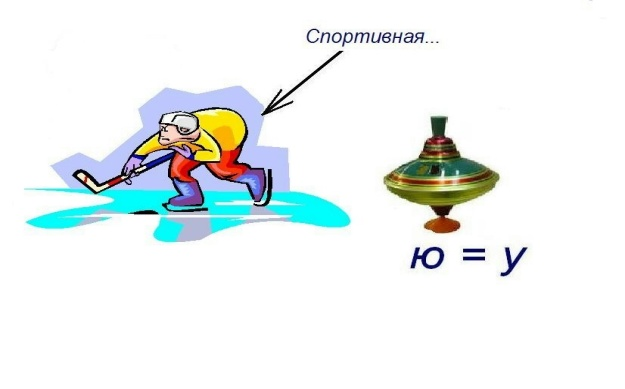 Спортивная...
ю = у